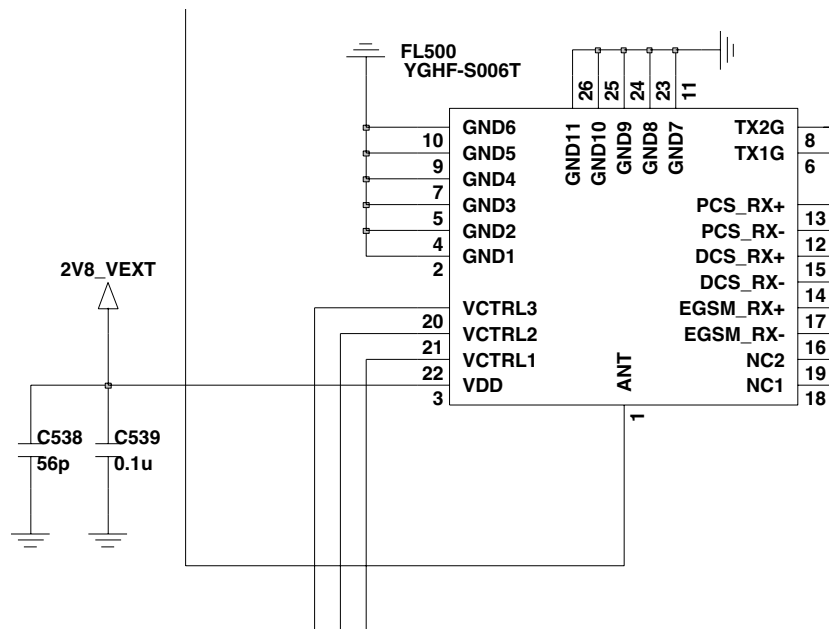 FL500
YGHF-S006T
26
25
24
23
11
GND11
GND10
GND9
GND8
GND7
GND6
10
GND5
9
GND4
7
GND3
5
GND2
4
GND1
2
VCTRL3
20
VCTRL2
21
VCTRL1
22
VDD
3
TX2G
8
TX1G
6
PCS_RX+
13
PCS_RX-
12
DCS_RX+
15
DCS_RX-
14
EGSM_RX+
17
EGSM_RX-
16
NC2
19
NC1
18
ANT
1
2V8_VEXT
C538
56p
C539
0.1u